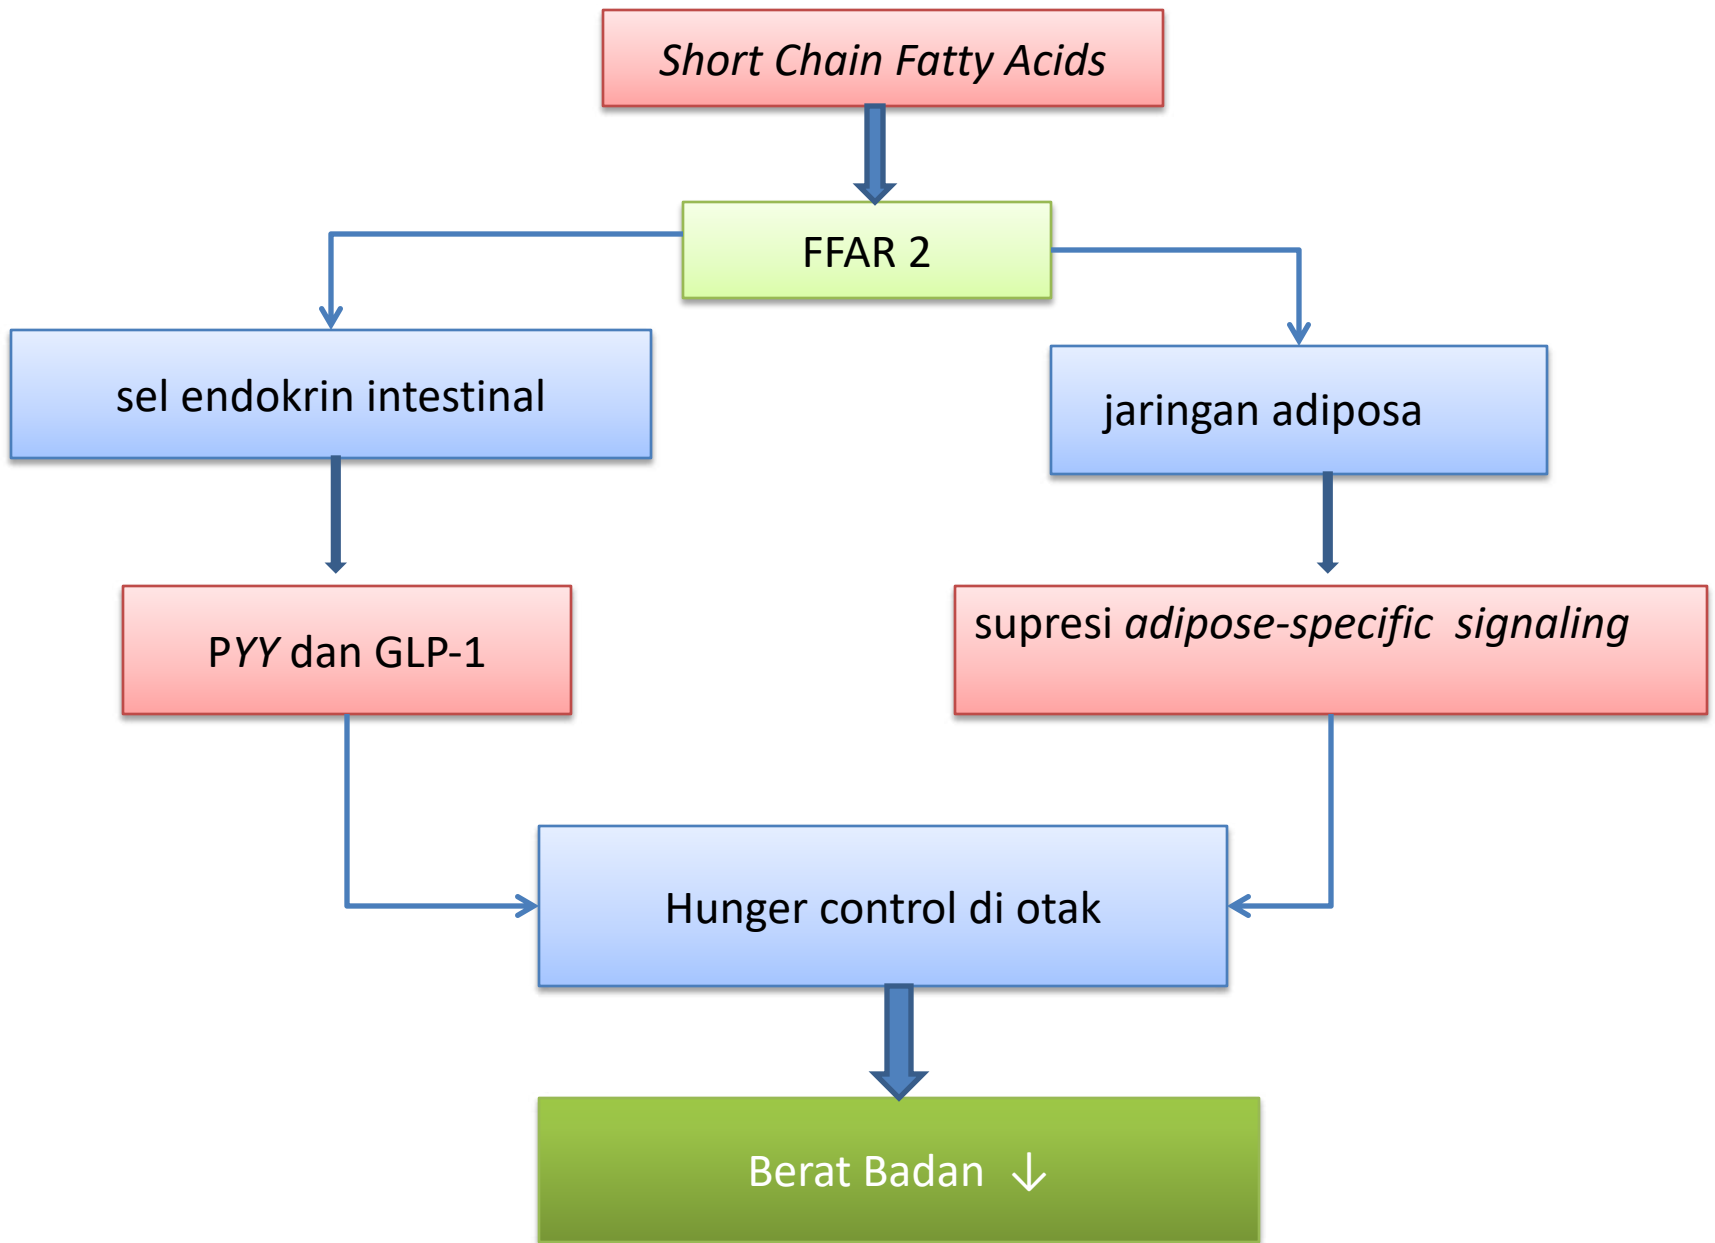 Short Chain Fatty Acids
FFAR 2
sel endokrin intestinal
jaringan adiposa
PYY dan GLP-1
supresi adipose-specific signaling
Hunger control di otak
Berat Badan ↓